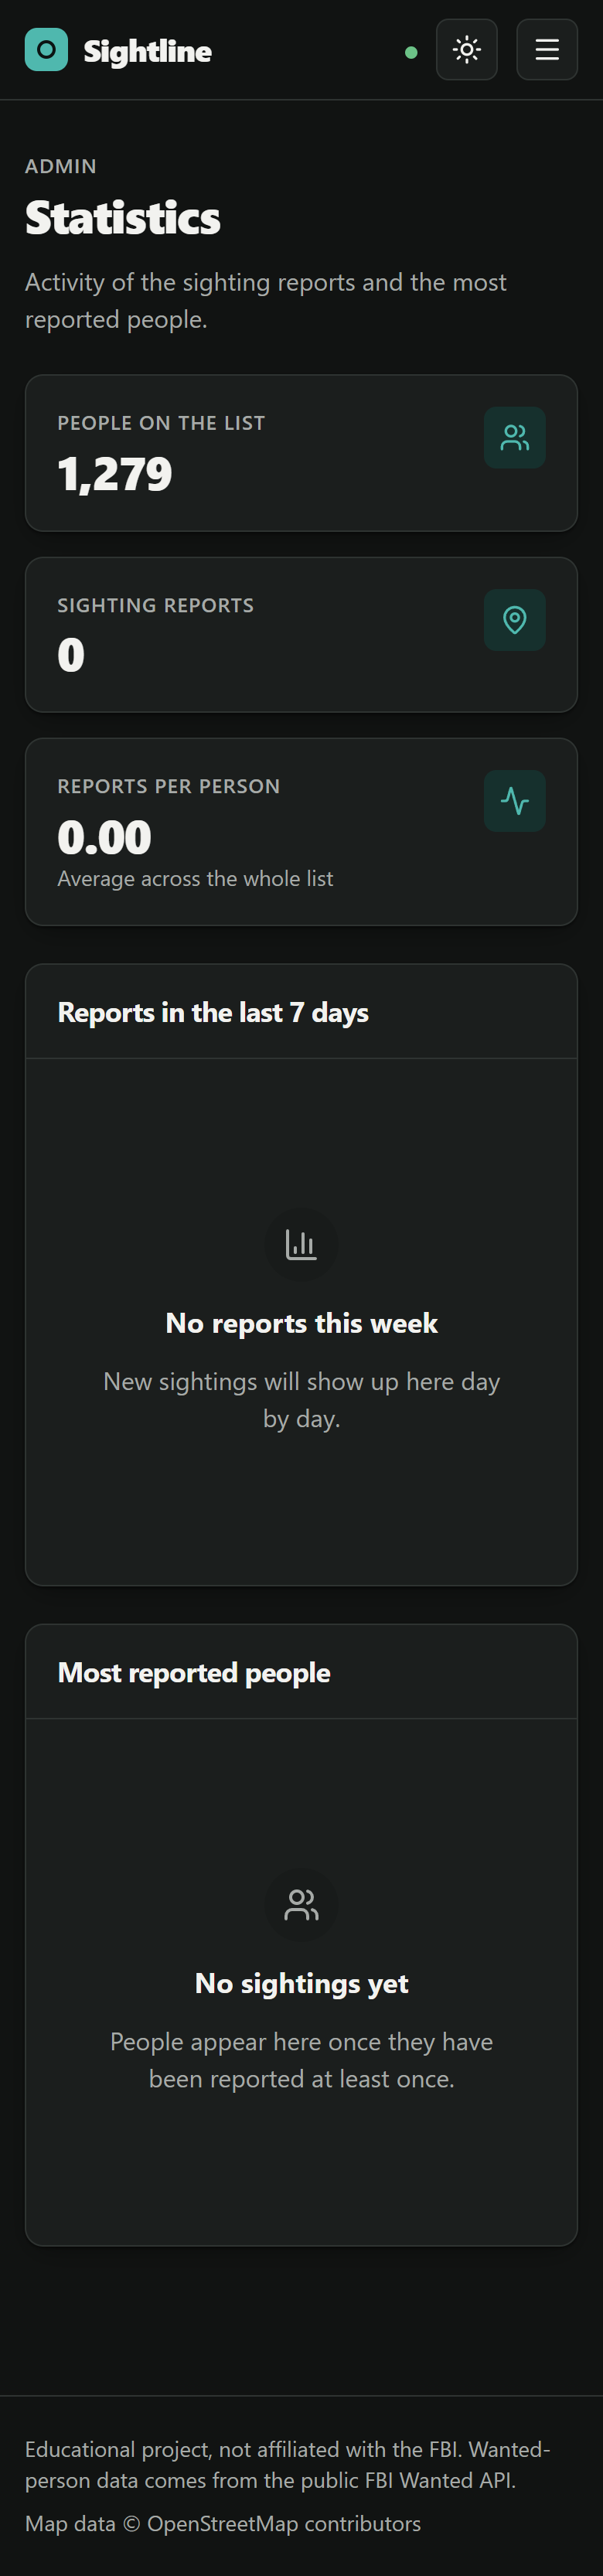 Sightline
ADMIN
Statistics
Activity of the sighting reports and the most
reported people.
PEOPLE ON THE LIST
1,279
SIGHTING REPORTS
0
REPORTS PER PERSON
0.00
Average across the whole list
Reports in the last 7 days
No reports this week
New sightings will show up here day
by day.
Most reported people
No sightings yet
People appear here once they have
been reported at least once.
Educational project, not affiliated with the FBI. Wanted-
person data comes from the public FBI Wanted API.
Map data © OpenStreetMap contributors